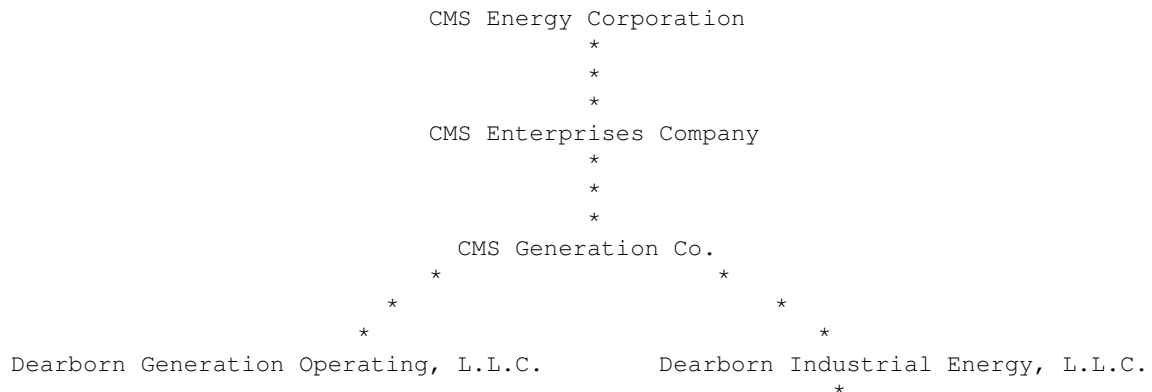 CMS Energy Corporation
*
*
*
CMS Enterprises Company
*
*
*
CMS Generation Co.
* *
* *
* *
Dearborn Generation Operating, L.L.C. Dearborn Industrial Energy, L.L.C.
*